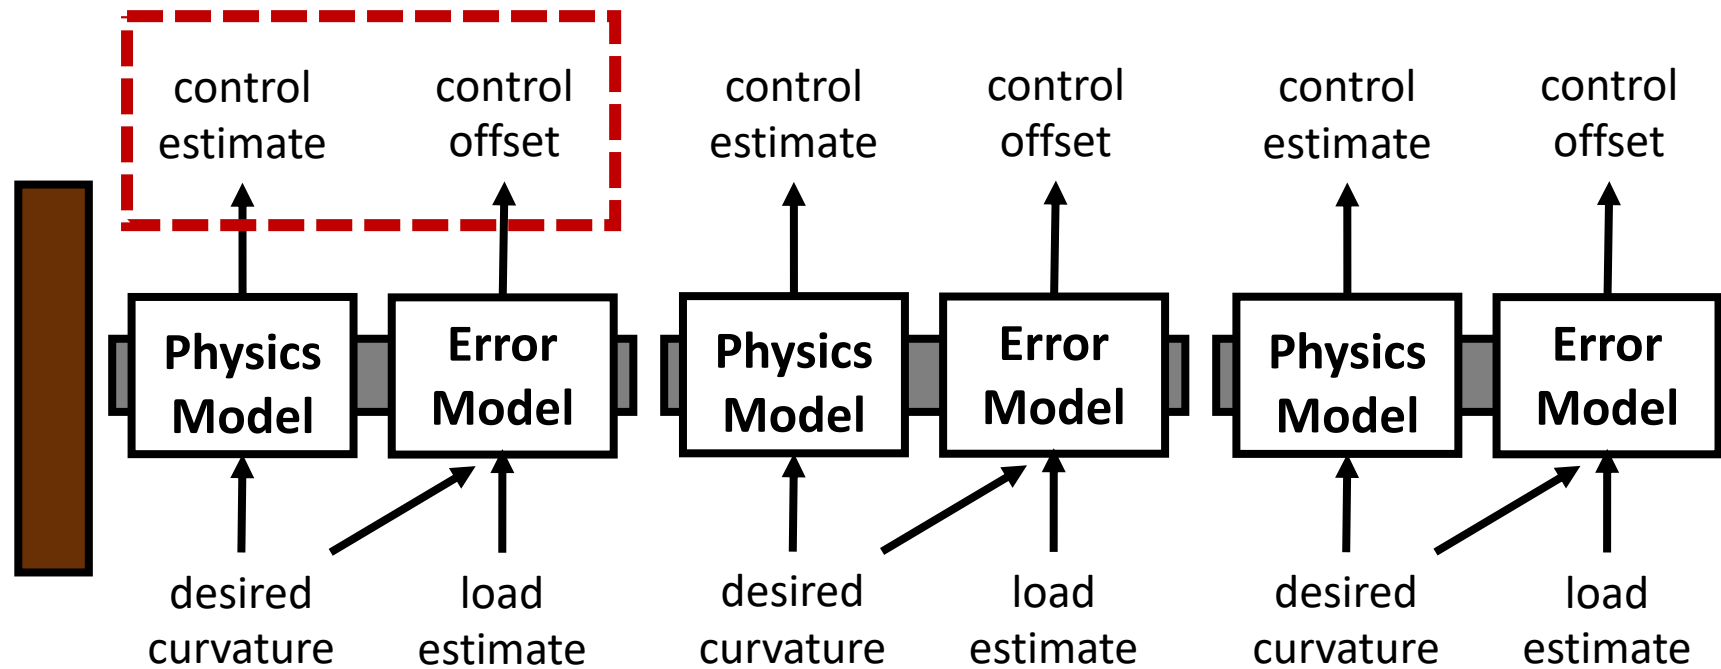 control
estimate
control
offset
control
estimate
control
offset
control
estimate
control
offset
Physics
Model
Error
Model
Physics
Model
Error
Model
Physics
Model
Error
Model
desired
curvature
load
estimate
desired
curvature
load
estimate
desired
curvature
load
estimate